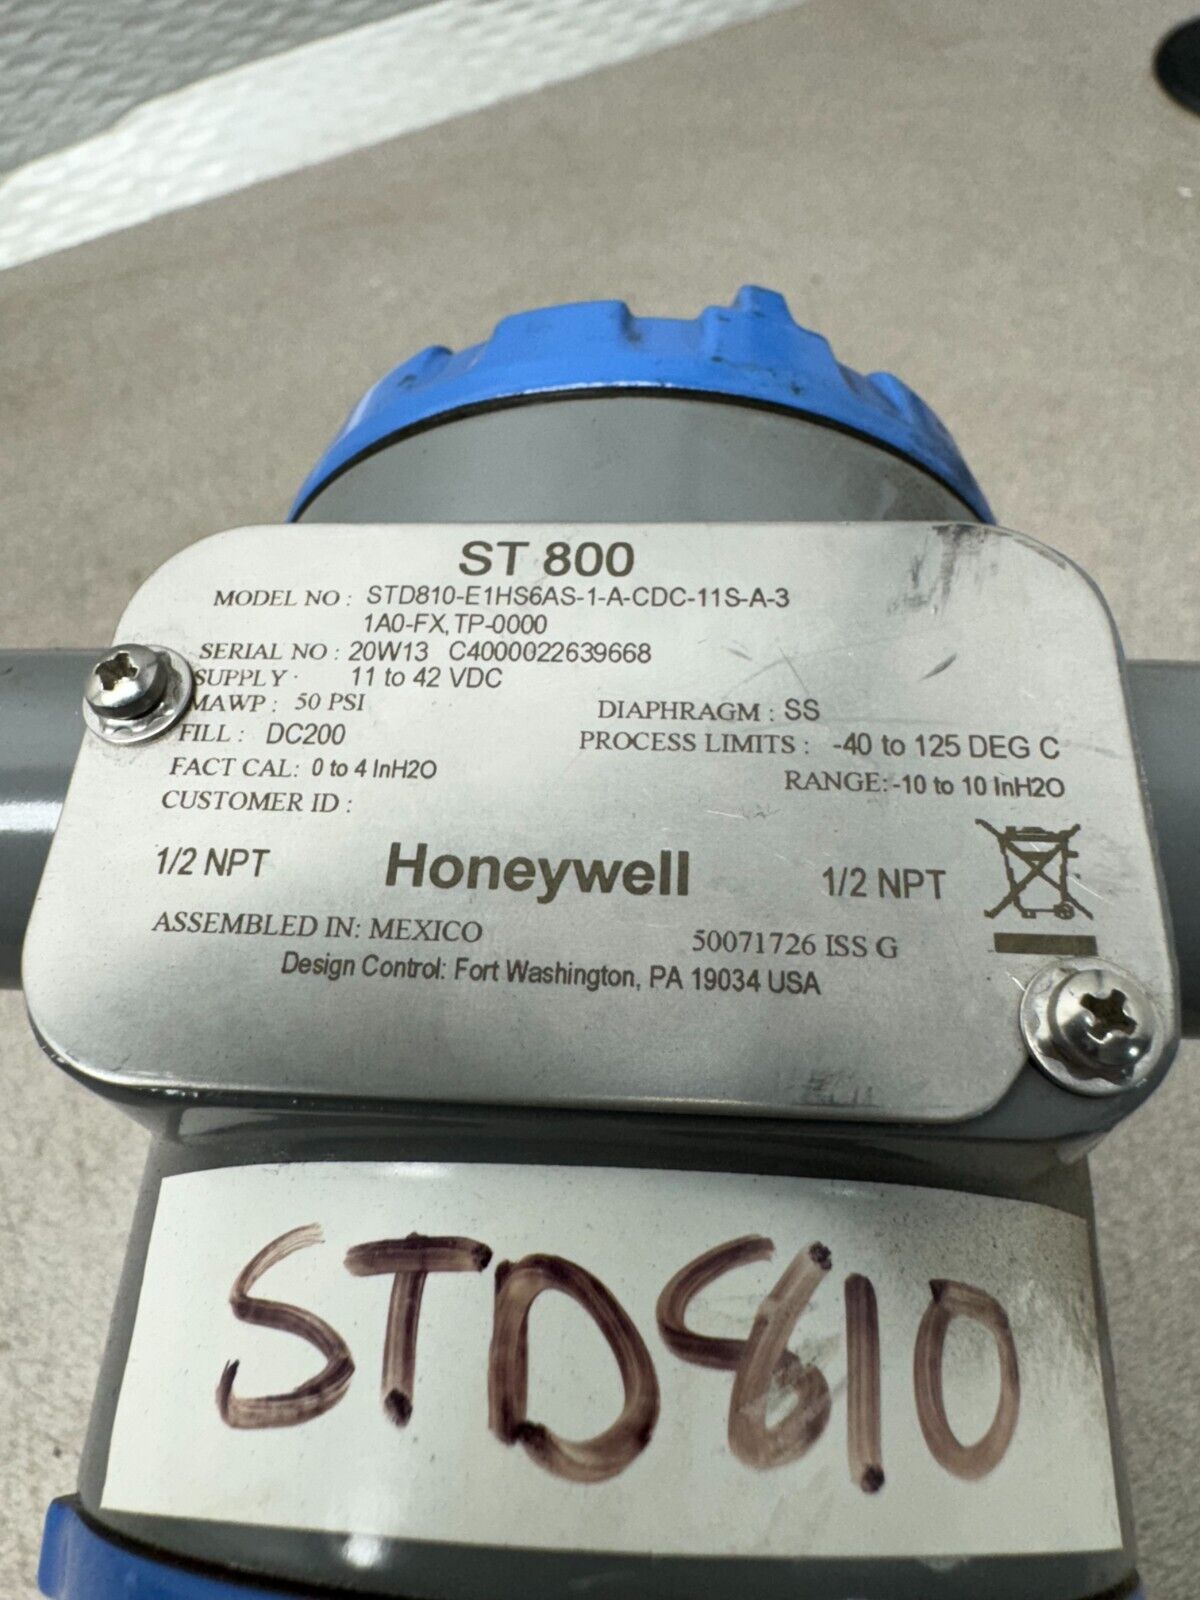 ST 800
MODEL NO: STD810-E1HS6AS-1-A-CDC-11S-A-3
1A0-FX, TP-0000
SERIAL NO: 20W13 C4000022639668
SUPPLY: 11 to 42 VDC
MAWP: 50 PSI DIAPHRAGM: SS
FILL: DC200 PROCESS LIMITS: -40 to 125 DEG C
FACT CAL: 0 to 4 InH2O RANGE: -10 to 10 InH2O
CUSTOMER ID:
1/2 NPT Honeywell 1/2 NPT
ASSEMBLED IN: MEXICO 50071726 ISS G
Design Control: Fort Washington, PA 19034 USA
STD810